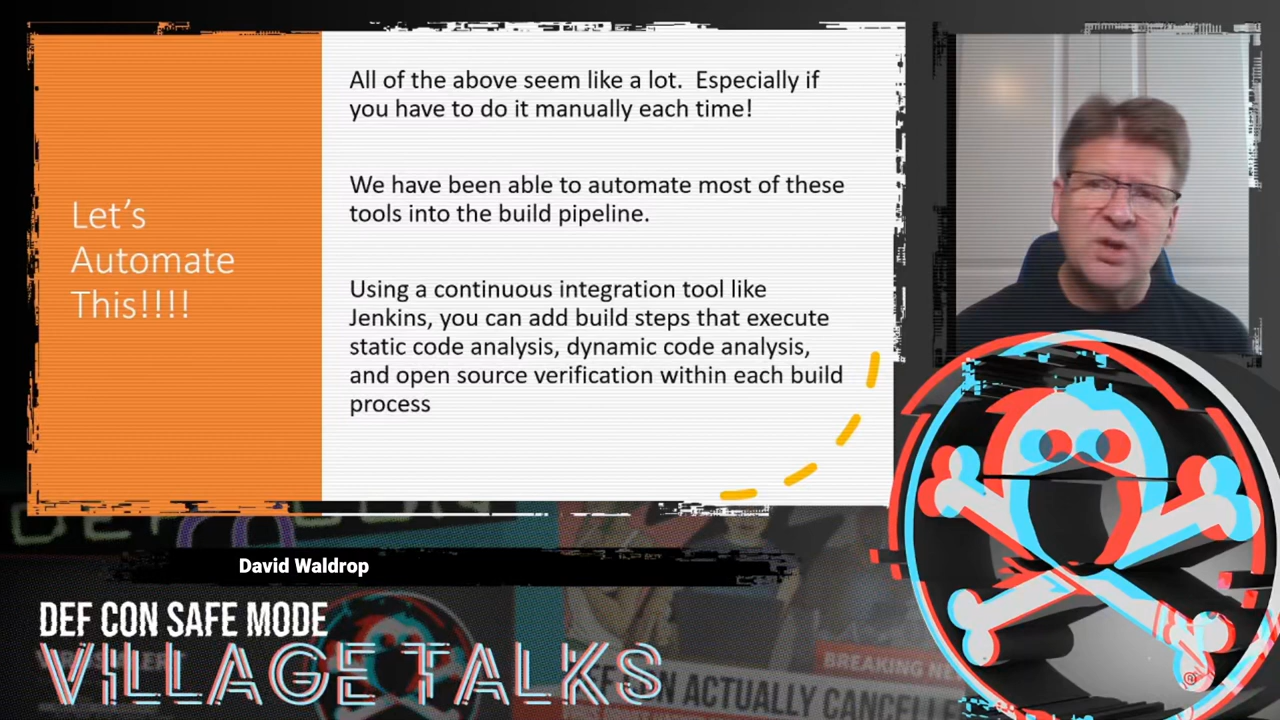 Let's
Automate
This!!!!
All of the above seem like a lot.  Especially if
you have to do it manually each time!
We have been able to automate most of these
tools into the build pipeline.
Using a continuous integration tool like
Jenkins, you can add build steps that execute
static code analysis, dynamic code analysis,
and open source verification within each build
process
David Waldrop
DEF CON SAFE MODE
VILLAGE TALKS
BREAKING NE
CON ACTUALLY CANCELLE